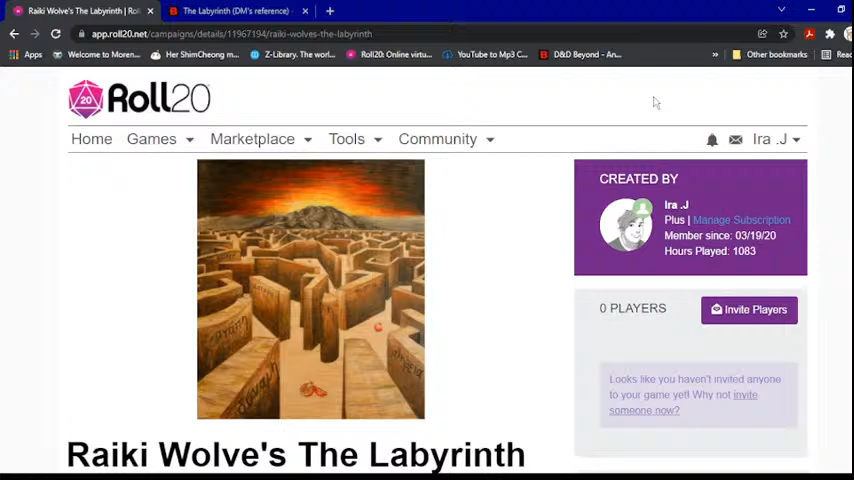 Raiki Wolve's The Labyrinth | Rol
The Labyrinth (DM's reference) -
app.roll20.net/campaigns/details/11967194/raiki-wolves-the-labyrinth
Apps
Welcome to Moren...
Her ShimCheong m...
Z-Library. The worl...
Roll20: Online virtu...
YouTube to Mp3 C...
D&D Beyond - An...
»
Other bookmarks
Rea
20
Roll20
Home
Games
Marketplace
Tools
Community
Ira .J
CREATED BY
Ira .J
Plus | Manage Subscription
Member since: 03/19/20
Hours Played: 1083
0 PLAYERS
Invite Players
Looks like you haven't invited anyone
to your game yet! Why not invite
someone now?
Raiki Wolve's The Labyrinth